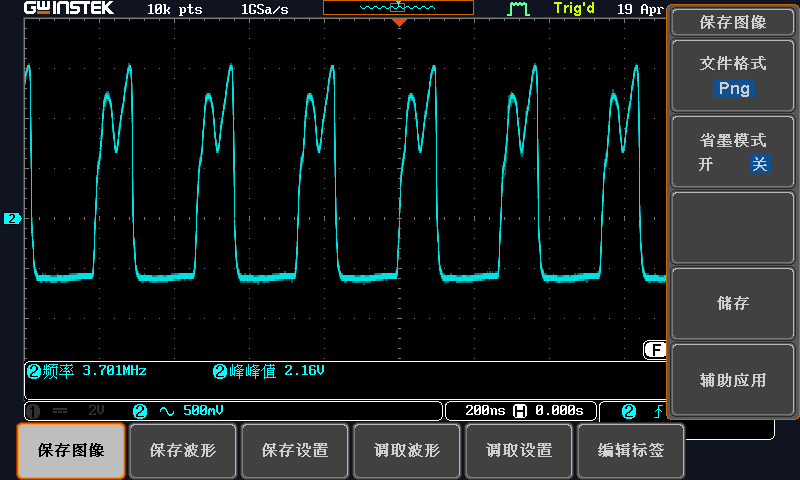 GWINSTEK 10k pts 1GSa/s Trig'd 19 Apr
保存图像
文件格式
Png
省墨模式
开 关
2
储存
F
辅助应用
2 频率 3.701MHz 2 峰峰值 2.16V
1 2V 2 500mV 200ns H 0.000s 2
保存图像 保存波形 保存设置 调取波形 调取设置 编辑标签